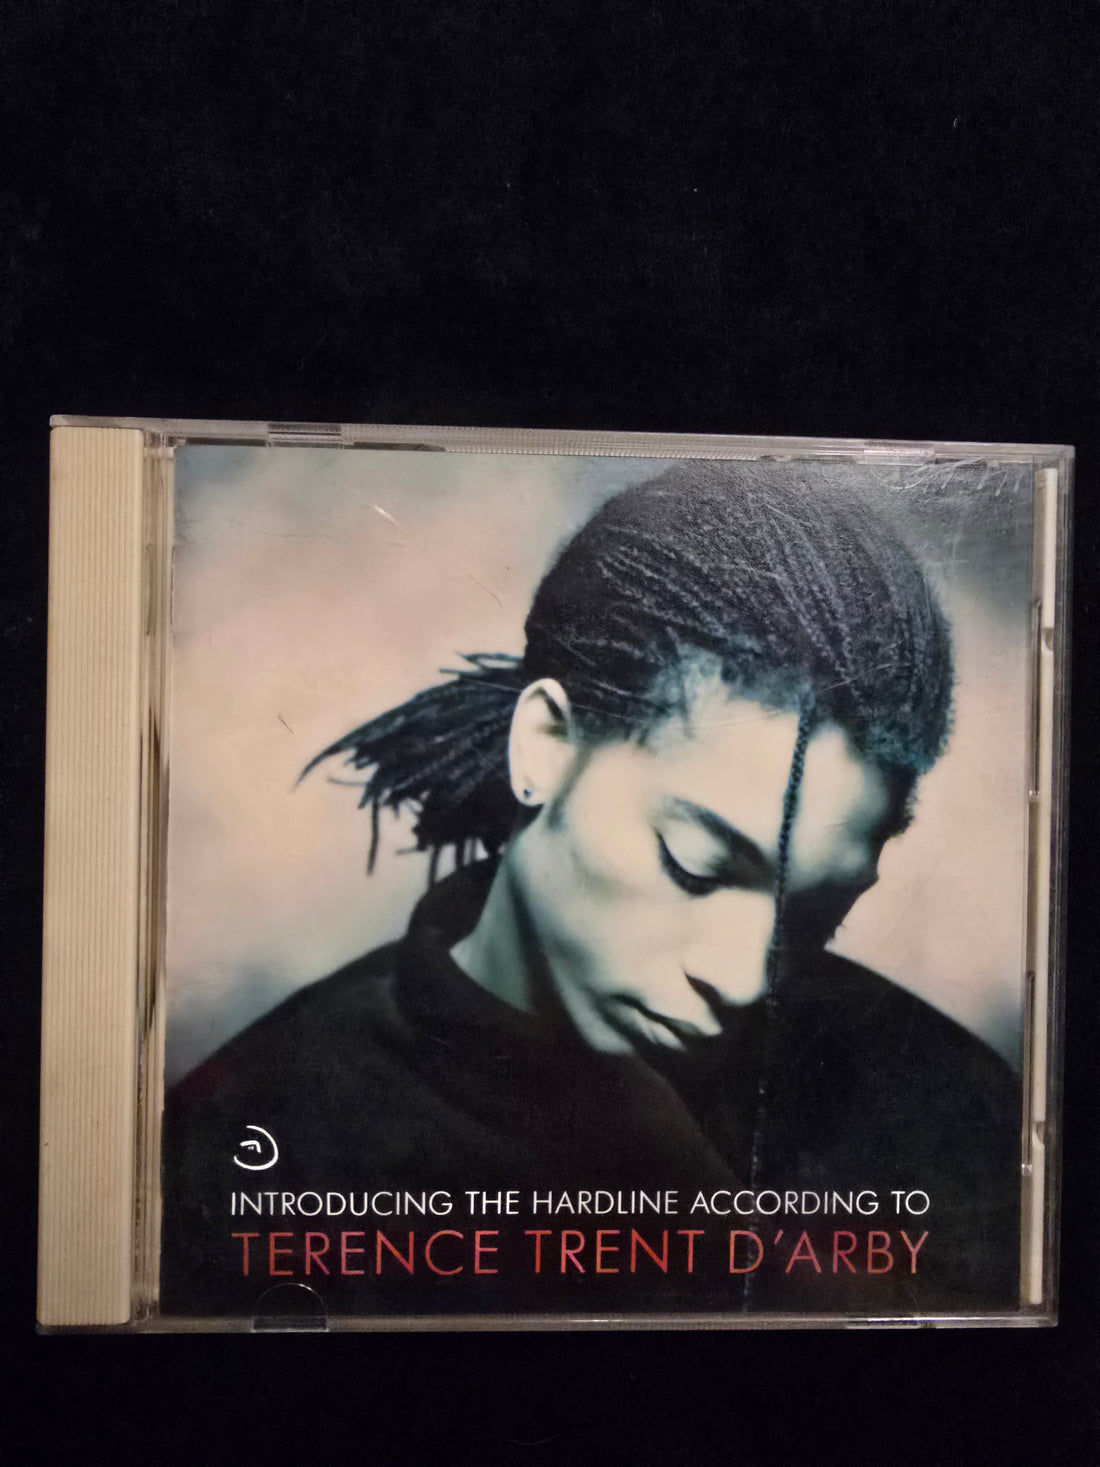 INTRODUCING THE HARDLINE ACCORDING TO
TERENCE TRENT D'ARBY